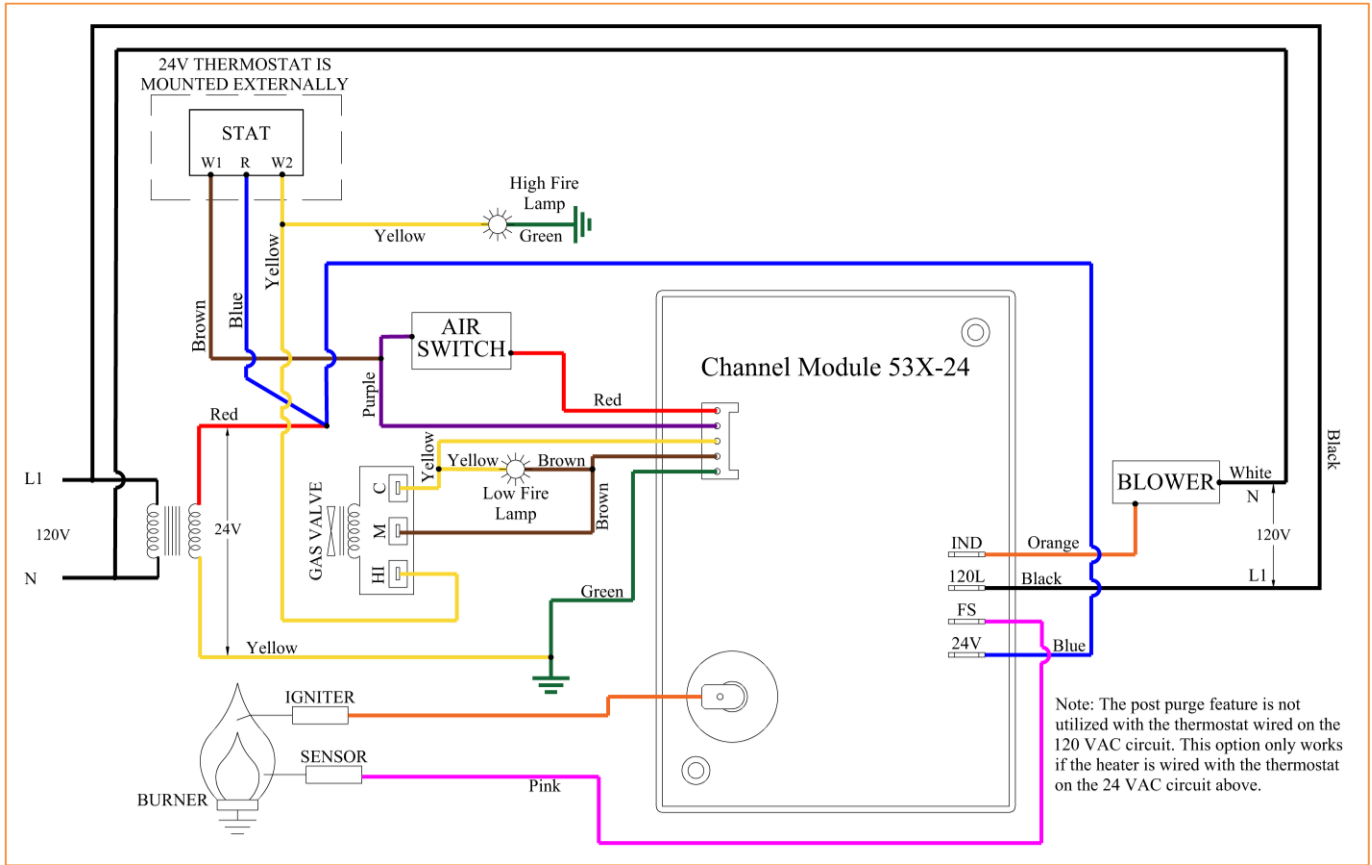 24V THERMOSTAT IS
MOUNTED EXTERNALLY
STAT
W1 R W2
High Fire
Lamp
Yellow
Green
Yellow
Brown
Blue
AIR
SWITCH
Purple
Red
Channel Module 53X-24
Red
Yellow
Yellow
Brown
Low Fire
Lamp
Brown
GAS VALVE
C
M
HI
L1
120V
N
24V
Green
Yellow
BLOWER
White
N
Black
120V
L1
IND
Orange
120L
Black
FS
24V
Blue
IGNITER
SENSOR
BURNER
Pink
Note: The post purge feature is not
utilized with the thermostat wired on the
120 VAC circuit. This option only works
if the heater is wired with the thermostat
on the 24 VAC circuit above.